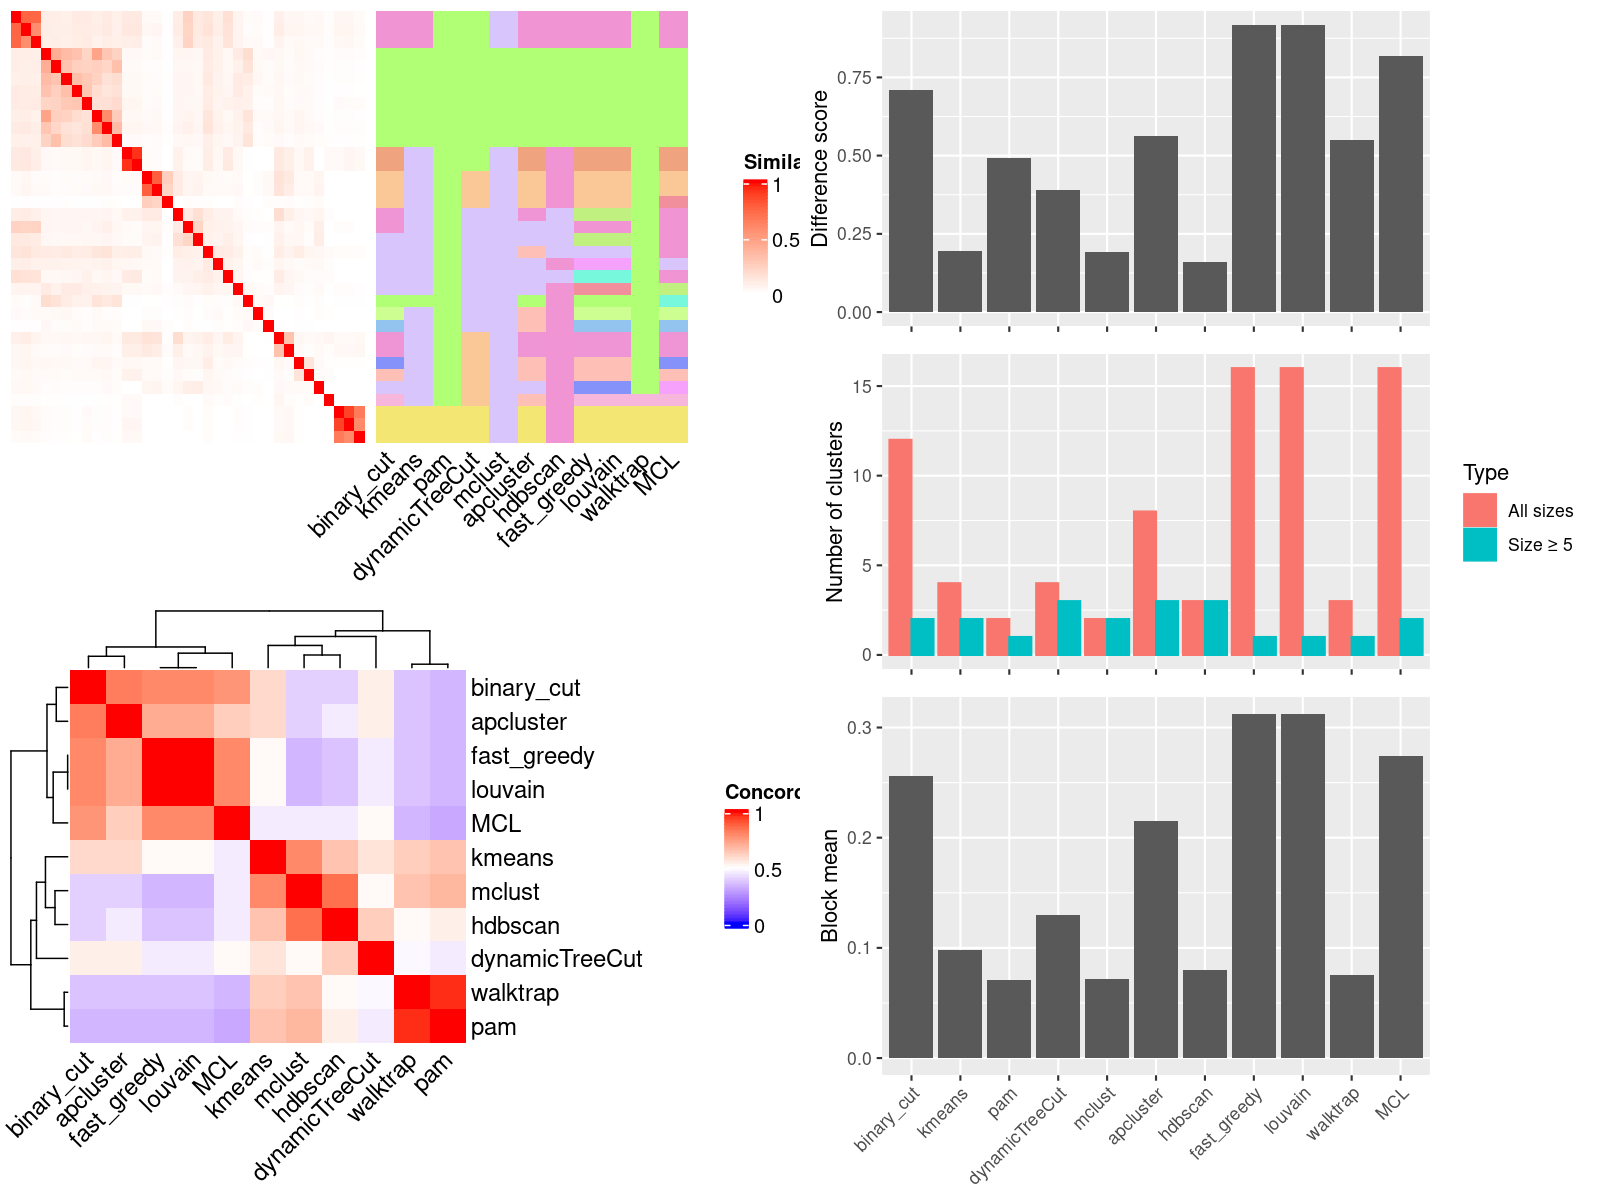 Simila
1
0.5
0
binary_cut
kmeans
pam
dynamicTreeCut
mclust
apcluster
hdbscan
fast_greedy
louvain
walktrap
MCL
binary_cut
apcluster
fast_greedy
louvain
MCL
kmeans
mclust
hdbscan
dynamicTreeCut
walktrap
pam
binary_cut
apcluster
fast_greedy
louvain
MCL
kmeans
mclust
hdbscan
dynamicTreeCut
walktrap
pam
Concord
1
0.5
0
Difference score
0.75
0.50
0.25
0.00
Number of clusters
15
10
5
0
Type
All sizes
Size ≥ 5
Block mean
0.3
0.2
0.1
0.0
binary_cut
kmeans
pam
dynamicTreeCut
mclust
apcluster
hdbscan
fast_greedy
louvain
walktrap
MCL